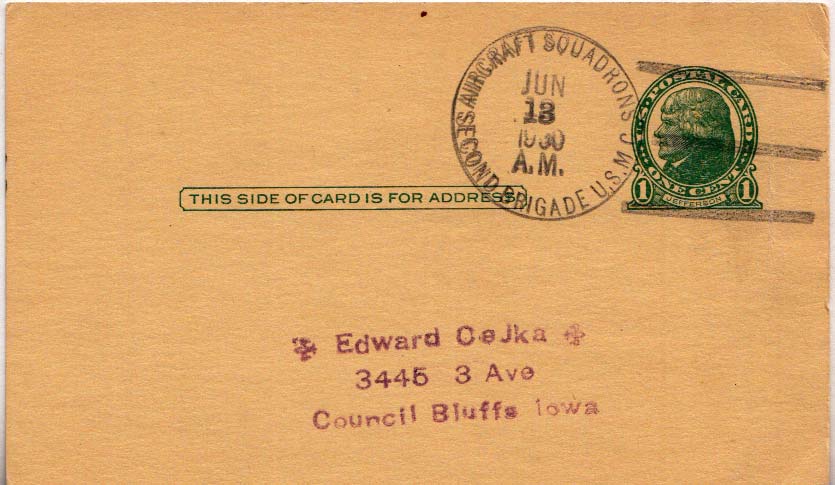 AIRCRAFT SQUADRONS
SECOND BRIGADE U.S.M.C.
JUN
13
1930
A.M.
U.S. POSTAL CARD
ONE CENT
1 JEFFERSON 1
THIS SIDE OF CARD IS FOR ADDRESS
Edward CeJka
3445 3 Ave
Council Bluffs Iowa